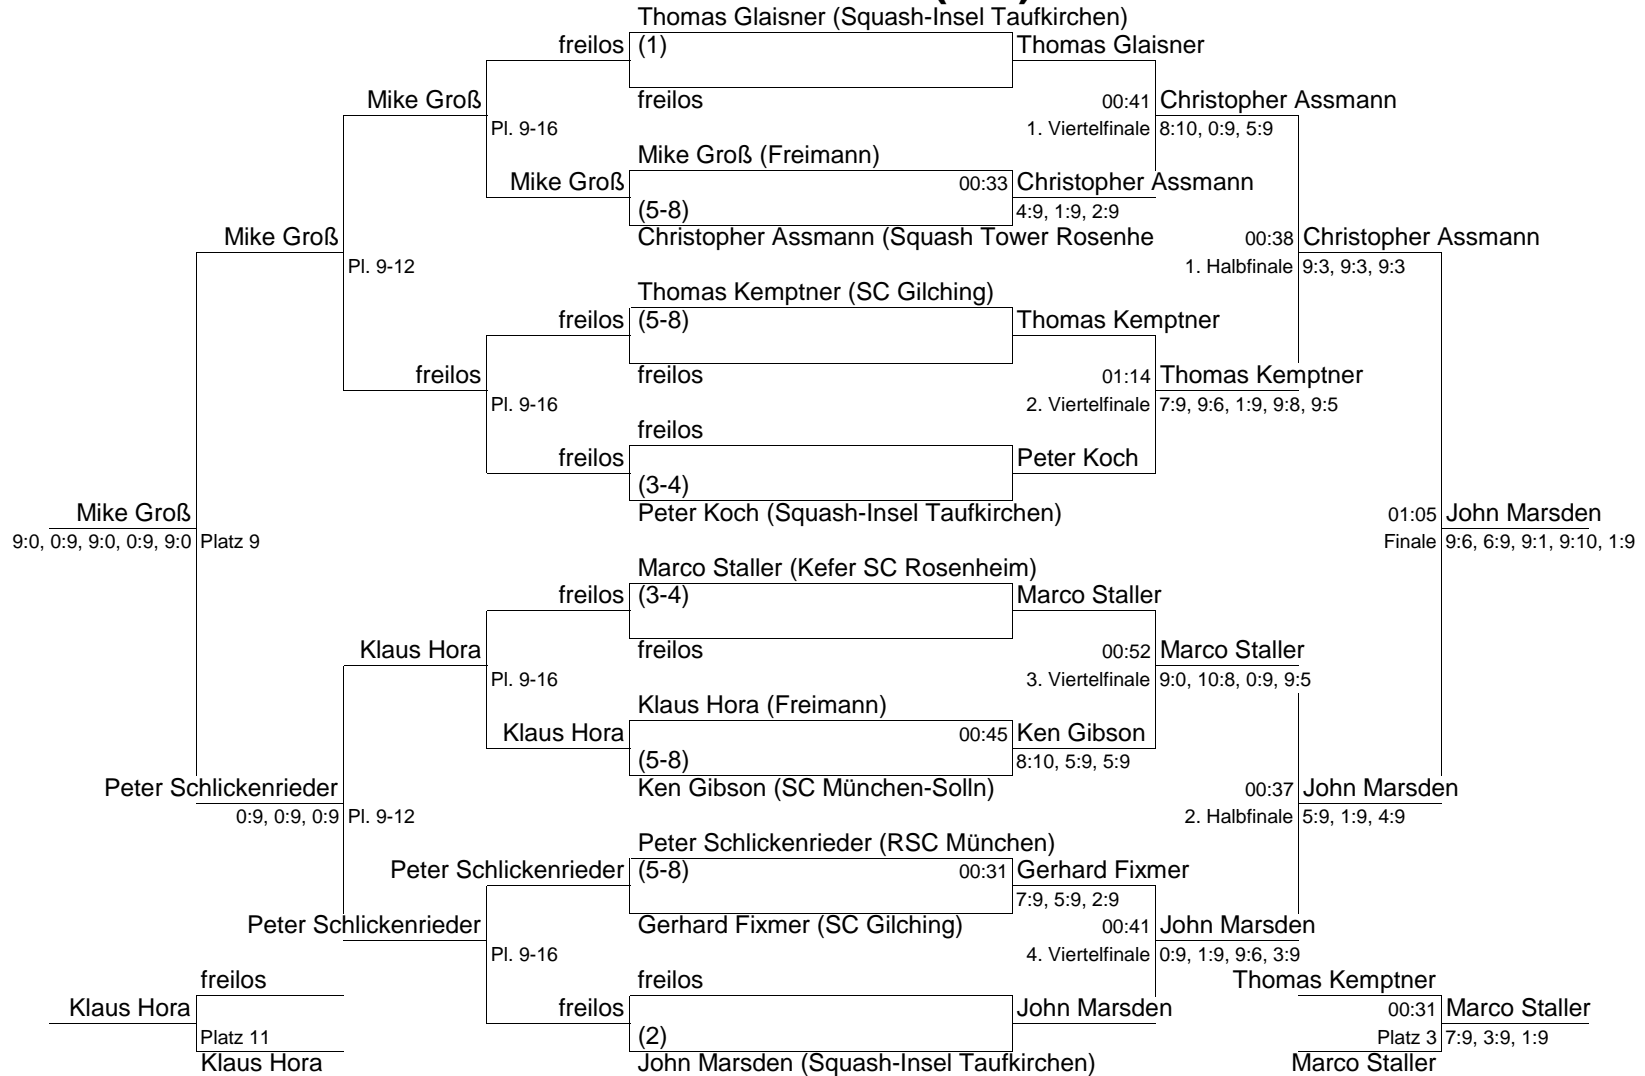 Thomas Glaisner (Squash-Insel Taufkirchen)
freilos (1) Thomas Glaisner
Mike Groß freilos 00:41 Christopher Assmann
Pl. 9-16 1. Viertelfinale 8:10, 0:9, 5:9
Mike Groß (Freimann)
Mike Groß 00:33 Christopher Assmann
(5-8) 4:9, 1:9, 2:9
Mike Groß Christopher Assmann (Squash Tower Rosenhe 00:38 Christopher Assmann
Pl. 9-12 1. Halbfinale 9:3, 9:3, 9:3
Thomas Kemptner (SC Gilching)
freilos (5-8) Thomas Kemptner
freilos freilos 01:14 Thomas Kemptner
Pl. 9-16 2. Viertelfinale 7:9, 9:6, 1:9, 9:8, 9:5
freilos
freilos Peter Koch
(3-4)
Mike Groß Peter Koch (Squash-Insel Taufkirchen) 01:05 John Marsden
9:0, 0:9, 9:0, 0:9, 9:0 Platz 9 Finale 9:6, 6:9, 9:1, 9:10, 1:9
Marco Staller (Kefer SC Rosenheim)
freilos (3-4) Marco Staller
Klaus Hora freilos 00:52 Marco Staller
Pl. 9-16 3. Viertelfinale 9:0, 10:8, 0:9, 9:5
Klaus Hora (Freimann)
Klaus Hora 00:45 Ken Gibson
(5-8) 8:10, 5:9, 5:9
Peter Schlickenrieder Ken Gibson (SC München-Solln) 00:37 John Marsden
0:9, 0:9, 0:9 Pl. 9-12 2. Halbfinale 5:9, 1:9, 4:9
Peter Schlickenrieder (RSC München)
Peter Schlickenrieder (5-8) 00:31 Gerhard Fixmer
7:9, 5:9, 2:9
Peter Schlickenrieder Gerhard Fixmer (SC Gilching) 00:41 John Marsden
Pl. 9-16 4. Viertelfinale 0:9, 1:9, 9:6, 3:9
freilos freilos Thomas Kemptner
Klaus Hora freilos John Marsden 00:31 Marco Staller
Platz 11 (2) Platz 3 7:9, 3:9, 1:9
Klaus Hora John Marsden (Squash-Insel Taufkirchen) Marco Staller